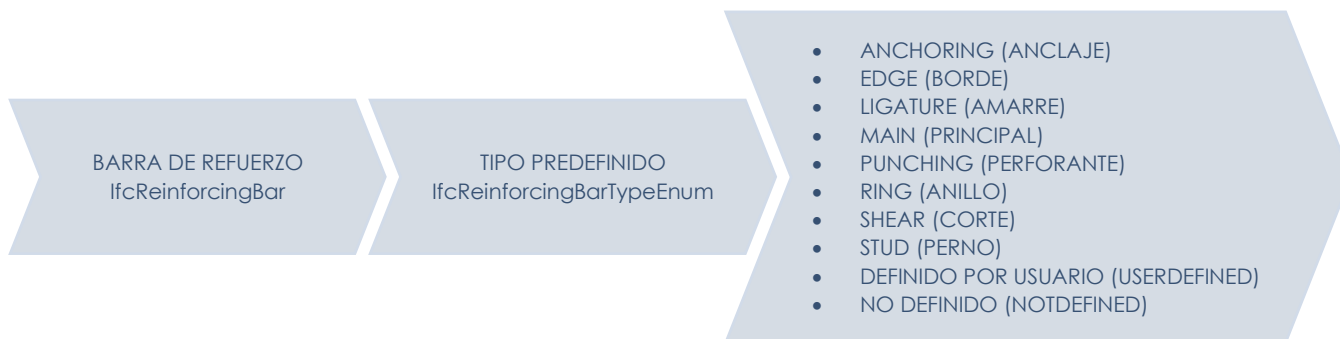 BARRA DE REFUERZO
IfcReinforcingBar
TIPO PREDEFINIDO
IfcReinforcingBarTypeEnum
• ANCHORING (ANCLAJE)
• EDGE (BORDE)
• LIGATURE (AMARRE)
• MAIN (PRINCIPAL)
• PUNCHING (PERFORANTE)
• RING (ANILLO)
• SHEAR (CORTE)
• STUD (PERNO)
• DEFINIDO POR USUARIO (USERDEFINED)
• NO DEFINIDO (NOTDEFINED)